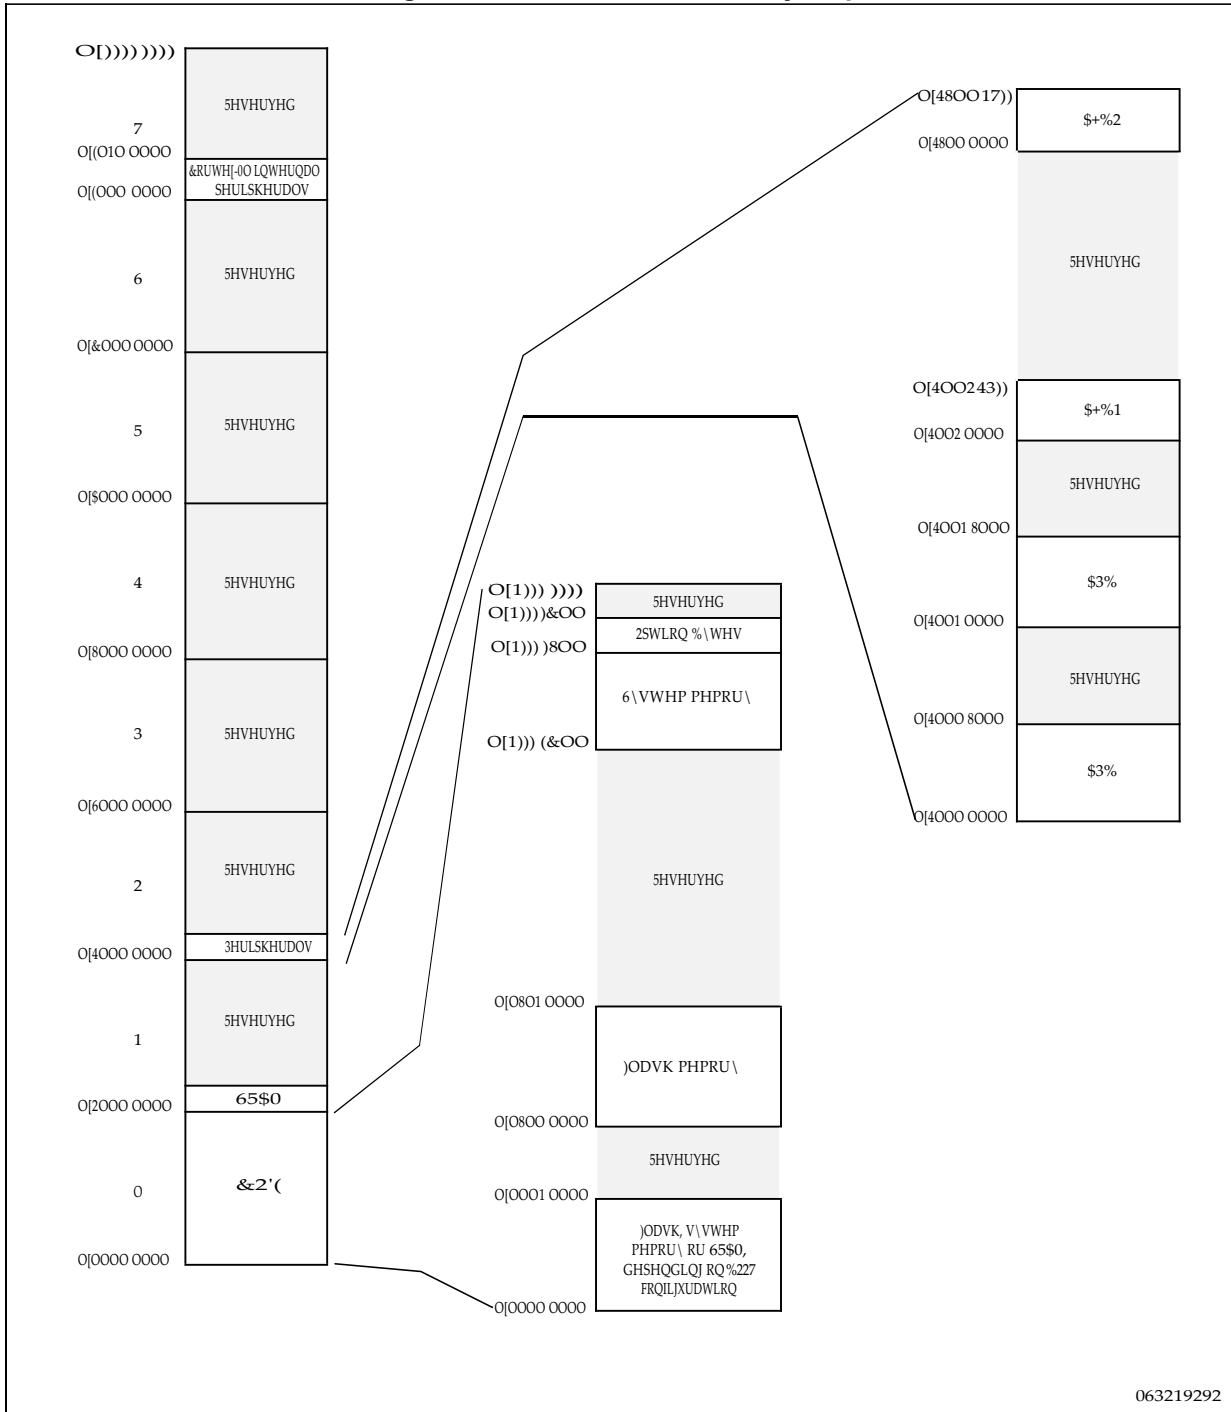 O[))))))))
5HVHUYHG
7
O[(O1O OOOO
&RUWH[-0O LQWHUQDO
SHULSKHUDOV
O[(OOO OOOO
5HVHUYHG
6
O[&OOO OOOO
5HVHUYHG
5
O[$OOO OOOO
5HVHUYHG
4
O[8OOO OOOO
5HVHUYHG
3
O[6OOO OOOO
5HVHUYHG
2
3HULSKHUDOV
O[4OOO OOOO
5HVHUYHG
1
65$0
O[2OOO OOOO
&2'(
0
O[OOOO OOOO
O[1))) ))))
5HVHUYHG
O[1))))&OO
2SWLRQ %\WHV
O[1))) )8OO
6\VWHP PHPRU\
O[1))) (&OO
5HVHUYHG
O[O8O1 OOOO
)ODVK PHPRU\
O[O8OO OOOO
5HVHUYHG
O[OOO1 OOOO
)ODVK, V\VWHP
PHPRU\ RU 65$0,
GHSHQGLQJ RQ %227
FRQILJXUDWLRQ
O[OOOO OOOO
O[48OO17))
$+%2
O[48OO OOOO
5HVHUYHG
O[4OO243))
$+%1
O[4OO2 OOOO
5HVHUYHG
O[4OO1 8OOO
$3%
O[4OO1 OOOO
5HVHUYHG
O[4OOO 8OOO
$3%
O[4OOO OOOO
063219292